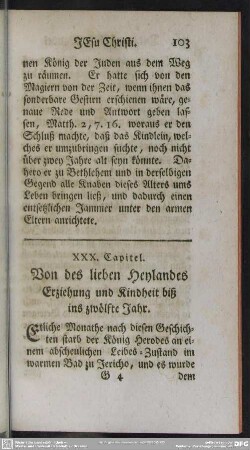 JEsu Christi. 103
nen König der Juden aus dem Weg
zu räumen. Er hatte sich von den
Magiern von der Zeit, wenn ihnen das
sonderbare Gestirn erschienen wäre, ge-
naue Rede und Antwort geben las-
sen, Matth. 2, 7. 16. woraus er den
Schluß machte, daß das Kindlein, wel-
ches er umzubringen suchte, noch nicht
über zwey Jahre alt seyn könnte. Da-
hero er zu Bethlehem und in derselbigen
Gegend alle Knaben dieses Alters ums
Leben bringen ließ, und dadurch einen
entsetzlichen Jammer unter den armen
Eltern anrichtete.
XXX. Capitel.
Von des lieben Heylandes
Erziehung und Kindheit biß
ins zwölfte Jahr.
Etliche Monathe nach diesen Geschich-
ten starb der König Herodes an ei-
nem abscheulichen Leibes-Zustand im
warmen Bad zu Jericho, und es wurde
G 4 dem